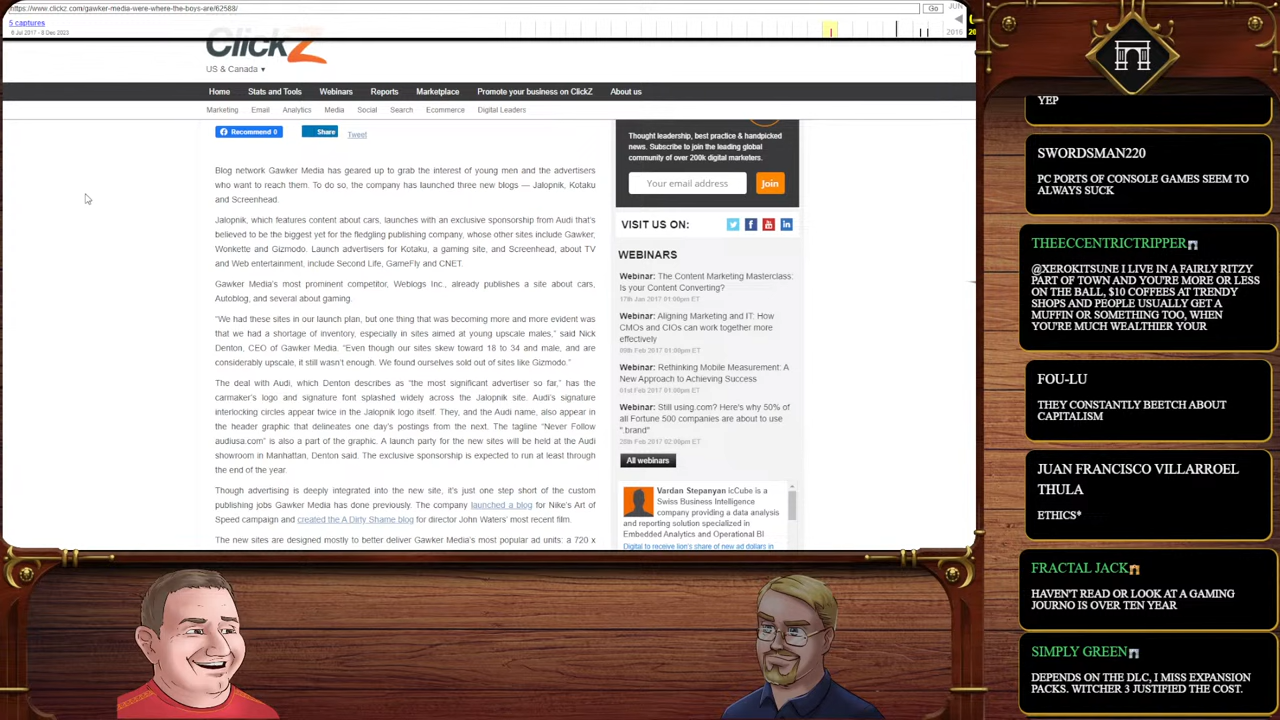 https://www.clickz.com/gawker-media-were-where-the-boys-are/62588/
Go
JUN
5 captures
6 Jul 2017 - 8 Dec 2023
2016
ClickZ
US & Canada
Home
Stats and Tools
Webinars
Reports
Marketplace
Promote your business on ClickZ
About us
Marketing
Email
Analytics
Media
Social
Search
Ecommerce
Digital Leaders
Recommend 0
Share
Tweet
Blog network Gawker Media has geared up to grab the interest of young men and the advertisers
who want to reach them. To do so, the company has launched three new blogs — Jalopnik, Kotaku
and Screenhead.
Jalopnik, which features content about cars, launches with an exclusive sponsorship from Audi that's
believed to be the biggest yet for the fledgling publishing company, whose other sites include Gawker,
Wonkette and Gizmodo. Launch advertisers for Kotaku, a gaming site, and Screenhead, about TV
and Web entertainment, include Second Life, GameFly and CNET.
Gawker Media's most prominent competitor, Weblogs Inc., already publishes a site about cars,
Autoblog, and several about gaming.
"We had these sites in our launch plan, but one thing that was becoming more and more evident was
that we had a shortage of inventory, especially in sites aimed at young upscale males," said Nick
Denton, CEO of Gawker Media. "Even though our sites skew toward 18 to 34 and male, and are
considerably upscale, it still wasn't enough. We found ourselves sold out of sites like Gizmodo."
The deal with Audi, which Denton describes as "the most significant advertiser so far," has the
carmaker's logo and signature font splashed widely across the Jalopnik site. Audi's signature
interlocking circles appear twice in the Jalopnik logo itself. They, and the Audi name, also appear in
the header graphic that delineates one day's postings from the next. The tagline "Never Follow
audiusa.com" is also a part of the graphic. A launch party for the new sites will be held at the Audi
showroom in Manhattan, Denton said. The exclusive sponsorship is expected to run at least through
the end of the year.
Though advertising is deeply integrated into the new site, it's just one step short of the custom
publishing jobs Gawker Media has done previously. The company launched a blog for Nike's Art of
Speed campaign and created the A Dirty Shame blog for director John Waters' most recent film.
The new sites are designed mostly to better deliver Gawker Media's most popular ad units: a 720 x
Thought leadership, best practice & handpicked
news. Subscribe to join the leading global
community of over 200k digital marketers.
Your email address
Join
VISIT US ON:
WEBINARS
Webinar: The Content Marketing Masterclass:
Is your Content Converting?
17th Jan 2017 01:00pm ET
Webinar: Aligning Marketing and IT: How
CMOs and CIOs can work together more
effectively
09th Feb 2017 01:00pm ET
Webinar: Rethinking Mobile Measurement: A
New Approach to Achieving Success
01st Feb 2017 01:00pm ET
Webinar: Still using.com? Here's why 50% of
all Fortune 500 companies are about to use
".brand"
28th Feb 2017 02:00pm ET
All webinars
Vardan Stepanyan icCube is a
Swiss Business Intelligence
company providing a data analysis
and reporting solution specialized in
Embedded Analytics and Operational BI
Digital to receive lion's share of new ad dollars in
YEP
SWORDSMAN220
PC PORTS OF CONSOLE GAMES SEEM TO
ALWAYS SUCK
THEECCENTRICTRIPPER
@XEROKITSUNE I LIVE IN A FAIRLY RITZY
PART OF TOWN AND YOU'RE MORE OR LESS
ON THE BALL, $10 COFFEES AT TRENDY
SHOPS AND PEOPLE USUALLY GET A
MUFFIN OR SOMETHING TOO, WHEN
YOU'RE MUCH WEALTHIER YOUR
FOU-LU
THEY CONSTANTLY BEETCH ABOUT
CAPITALISM
JUAN FRANCISCO VILLARROEL
THULA
ETHICS*
FRACTAL JACK
HAVEN'T READ OR LOOK AT A GAMING
JOURNO IS OVER TEN YEAR
SIMPLY GREEN
DEPENDS ON THE DLC, I MISS EXPANSION
PACKS. WITCHER 3 JUSTIFIED THE COST.